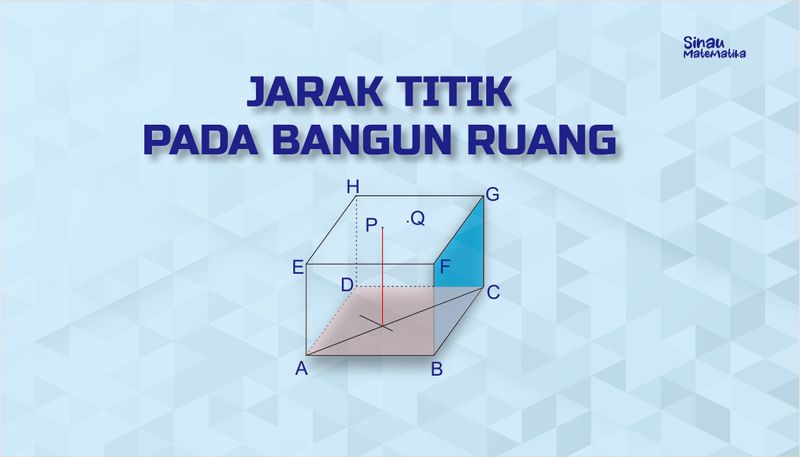 Sinau
Matematika
JARAK TITIK
PADA BANGUN RUANG
H
G
P
Q
E
F
D
C
A
B